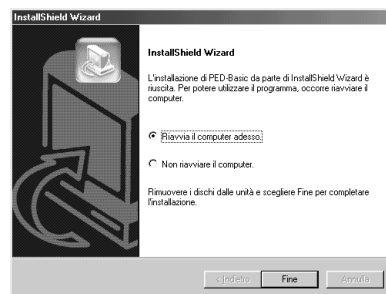 InstallShield Wizard
InstallShield Wizard
L'installazione di PED-Basic da parte di InstallShield Wizard è
riuscita. Per potere utilizzare il programma, occorre riavviare il
computer.
Riavvia il computer adesso.
Non riavviare il computer.
Rimuovere i dischi dalle unità e scegliere Fine per completare
l'installazione.
< Indietro
Fine
Annulla